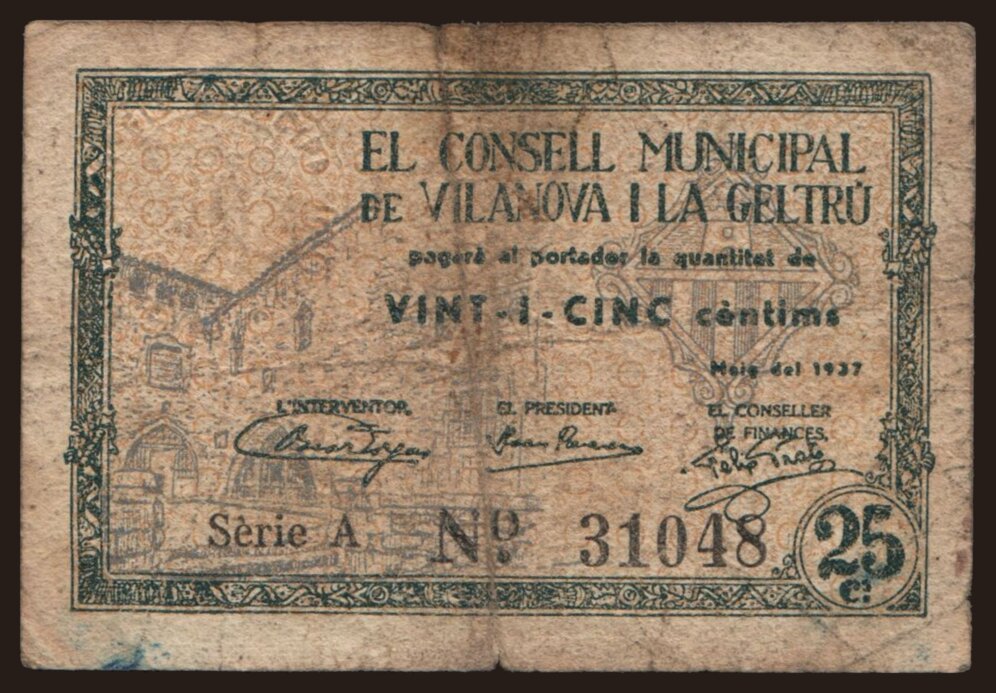 EL CONSELL MUNICIPAL
DE VILANOVA I LA GELTRÚ
pagarà al portador la quantitat de
VINT-I-CINC cèntims
Maig del 1937
L'INTERVENTOR, EL PRESIDENT EL CONSELLER
DE FINANCES,
Sèrie A Nº 31048
25
C!